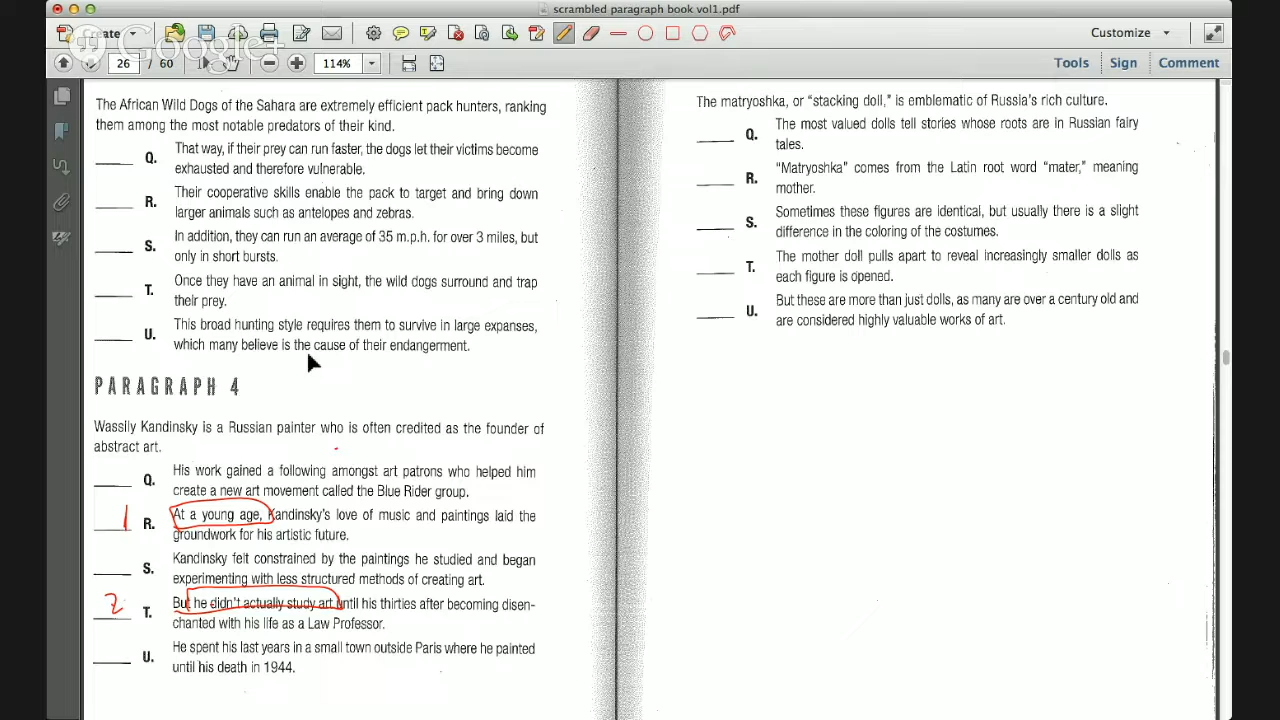 scrambled paragraph book vol1.pdf
Create
Google+
Customize
26 / 60
114%
Tools Sign Comment
The African Wild Dogs of the Sahara are extremely efficient pack hunters, ranking
them among the most notable predators of their kind.
Q. That way, if their prey can run faster, the dogs let their victims become
exhausted and therefore vulnerable.
R. Their cooperative skills enable the pack to target and bring down
larger animals such as antelopes and zebras.
S. In addition, they can run an average of 35 m.p.h. for over 3 miles, but
only in short bursts.
T. Once they have an animal in sight, the wild dogs surround and trap
their prey.
U. This broad hunting style requires them to survive in large expanses,
which many believe is the cause of their endangerment.
PARAGRAPH 4
Wassily Kandinsky is a Russian painter who is often credited as the founder of
abstract art.
Q. His work gained a following amongst art patrons who helped him
create a new art movement called the Blue Rider group.
1 R. At a young age, Kandinsky's love of music and paintings laid the
groundwork for his artistic future.
S. Kandinsky felt constrained by the paintings he studied and began
experimenting with less structured methods of creating art.
2 T. But he didn't actually study art until his thirties after becoming disen-
chanted with his life as a Law Professor.
U. He spent his last years in a small town outside Paris where he painted
until his death in 1944.
The matryoshka, or “stacking doll,” is emblematic of Russia's rich culture.
Q. The most valued dolls tell stories whose roots are in Russian fairy
tales.
R. “Matryoshka” comes from the Latin root word “mater,” meaning
mother.
S. Sometimes these figures are identical, but usually there is a slight
difference in the coloring of the costumes.
T. The mother doll pulls apart to reveal increasingly smaller dolls as
each figure is opened.
U. But these are more than just dolls, as many are over a century old and
are considered highly valuable works of art.